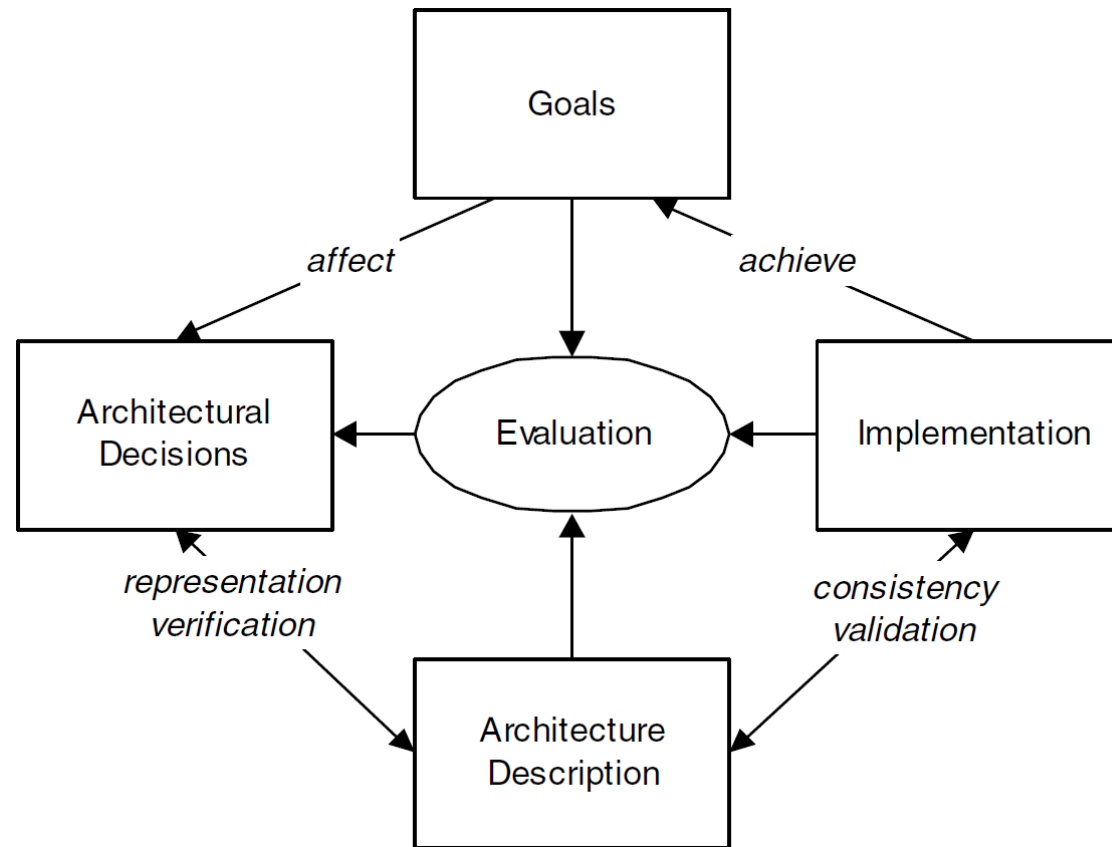 Goals
affect
achieve
Architectural
Decisions
Evaluation
Implementation
representation
verification
consistency
validation
Architecture
Description